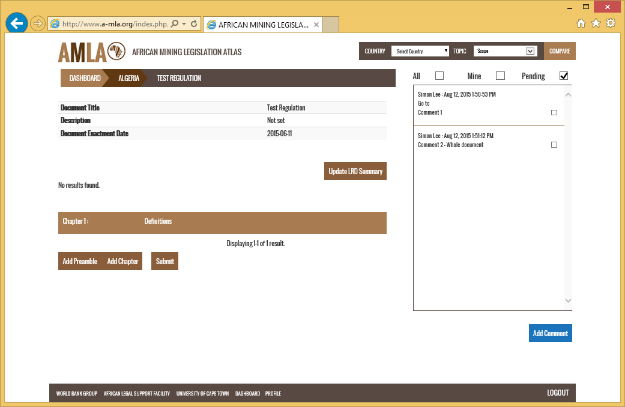 http://www.a-mla.org/index.php
AFRICAN MINING LEGISLA...
AMLA AFRICAN MINING LEGISLATION ATLAS
COUNTRY Select Country TOPIC COMPARE
DASHBOARD ALGERIA TEST REGULATION
All Mine Pending
Document Title Test Regulation
Description Not set
Document Enactment Date 2015-06-11
Update LRD Summary
No results found.
Chapter 1 : Definitions
Displaying 1-1 of 1 result.
Add Preamble Add Chapter Submit
Simon Lee - Aug 12, 2015 1:50:53 PM
Go to
Comment 1
Simon Lee - Aug 12, 2015 1:51:12 PM
Comment 2 - Whole document
Add Comment
WORLD BANK GROUP AFRICAN LEGAL SUPPORT FACILITY UNIVERSITY OF CAPE TOWN DASHBOARD PROFILE LOGOUT